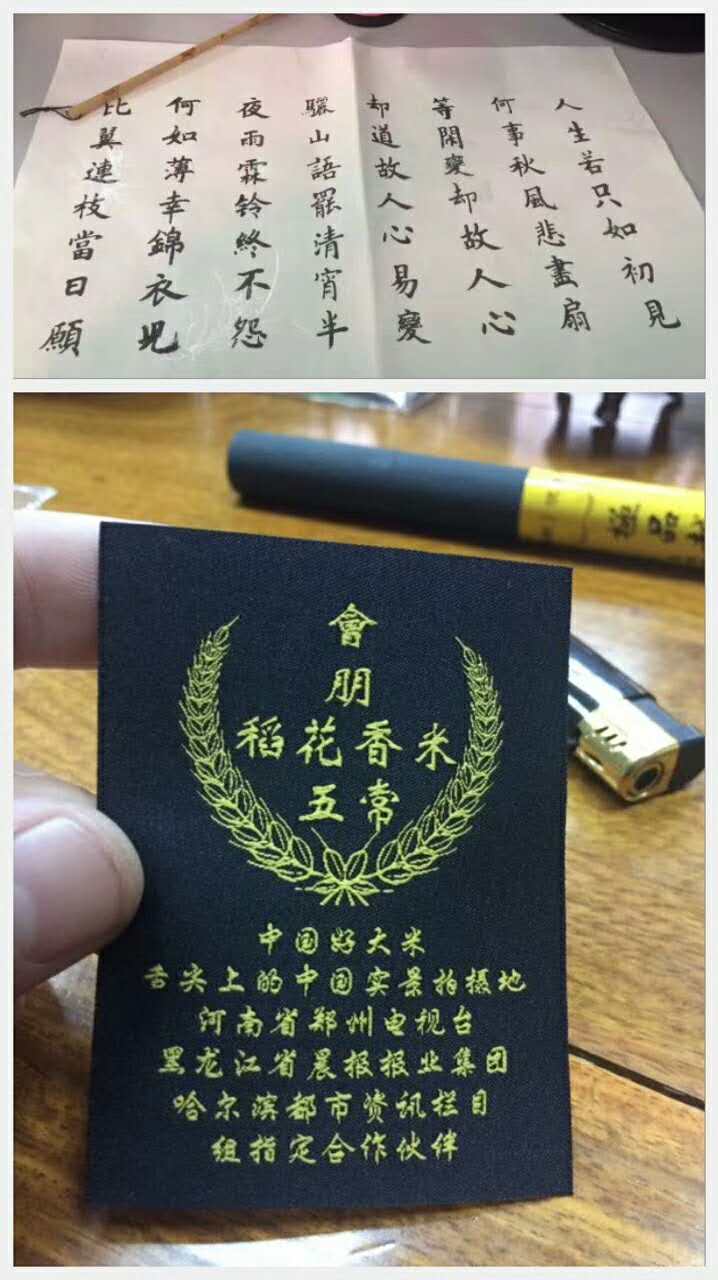 人生若只如初見
何事秋風悲畫扇
等閑變却故人心
却道故人心易變
驪山語罷清宵半
夜雨霖铃終不怨
何如薄幸錦衣兒
比翼連枝當日願
極品
會
朋
稻花香米
五常
中国好大米
舌尖上的中国实景拍摄地
河南省郑州电视台
黑龙江省晨报报业集团
哈尔滨都市资讯栏目
组指定合作伙伴